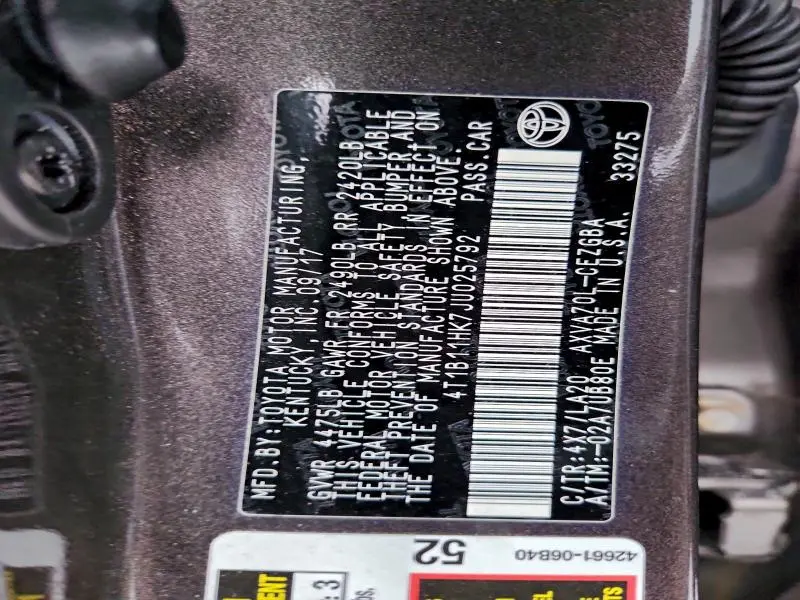 MFD.BY:TOYOTA MOTOR MANUFACTURING,
KENTUCKY, INC.09/17
GVWR 4475LB GAWR FR 2490LB RR 2420LB
THIS VEHICLE CONFORMS TO ALL APPLICABLE
FEDERAL MOTOR VEHICLE SAFETY, BUMPER, AND
THEFT PREVENTION STANDARDS IN EFFECT ON
THE DATE OF MANUFACTURE SHOWN ABOVE.
4T1B11HK7JU025792 PASS.CAR
C/TR:4X7/LA20 AXVA70L-CEZGBA
A/TM:-02A/UB80E MADE IN U.S.A. 33275
TOYOTA
52
42661-06B40